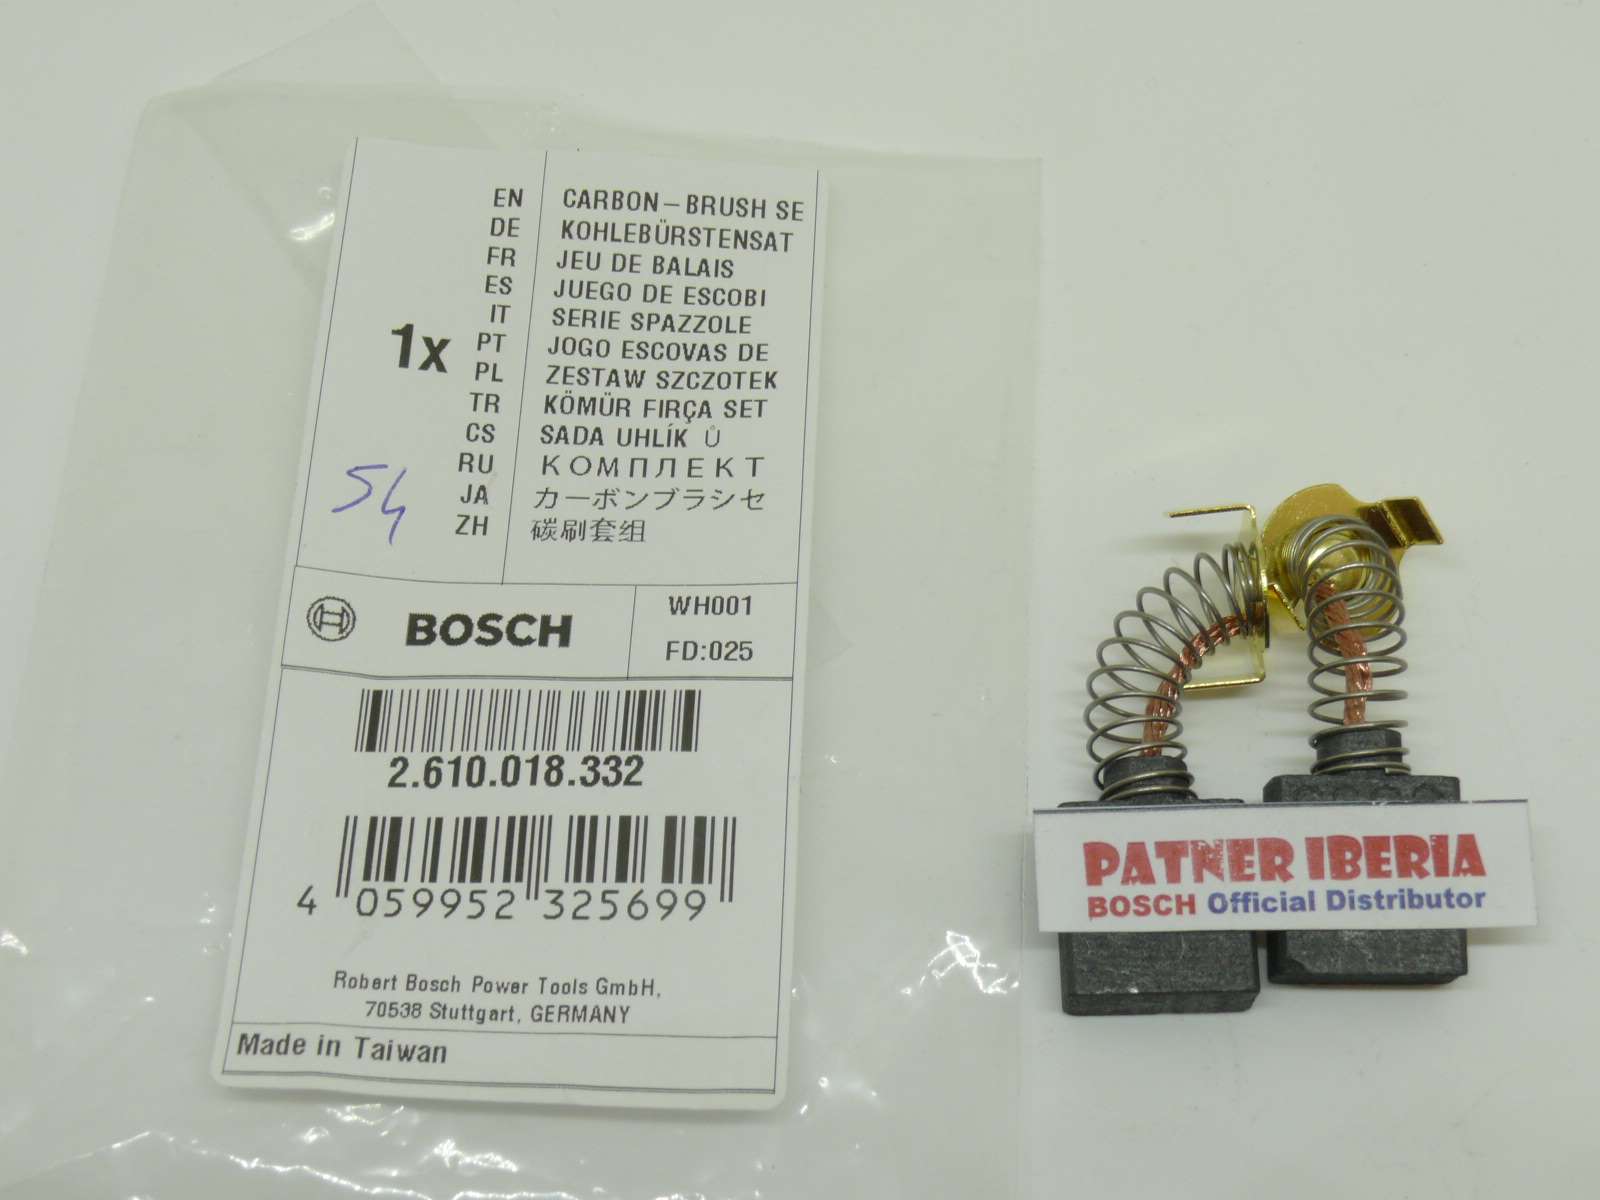 1x
EN CARBON-BRUSH SE
DE KOHLEBÜRSTENSAT
FR JEU DE BALAIS
ES JUEGO DE ESCOBI
IT SERIE SPAZZOLE
PT JOGO ESCOVAS DE
PL ZESTAW SZCZOTEK
TR KÖMÜR FIRÇA SET
CS SADA UHLÍK Ů
RU КОМПЛЕКТ
JA カーボンブラシセ
ZH 碳刷套组
54
BOSCH
WH001
FD:025
2.610.018.332
4 059952 325699
Robert Bosch Power Tools GmbH,
70538 Stuttgart, GERMANY
Made in Taiwan
PATNER IBERIA
BOSCH Official Distributor